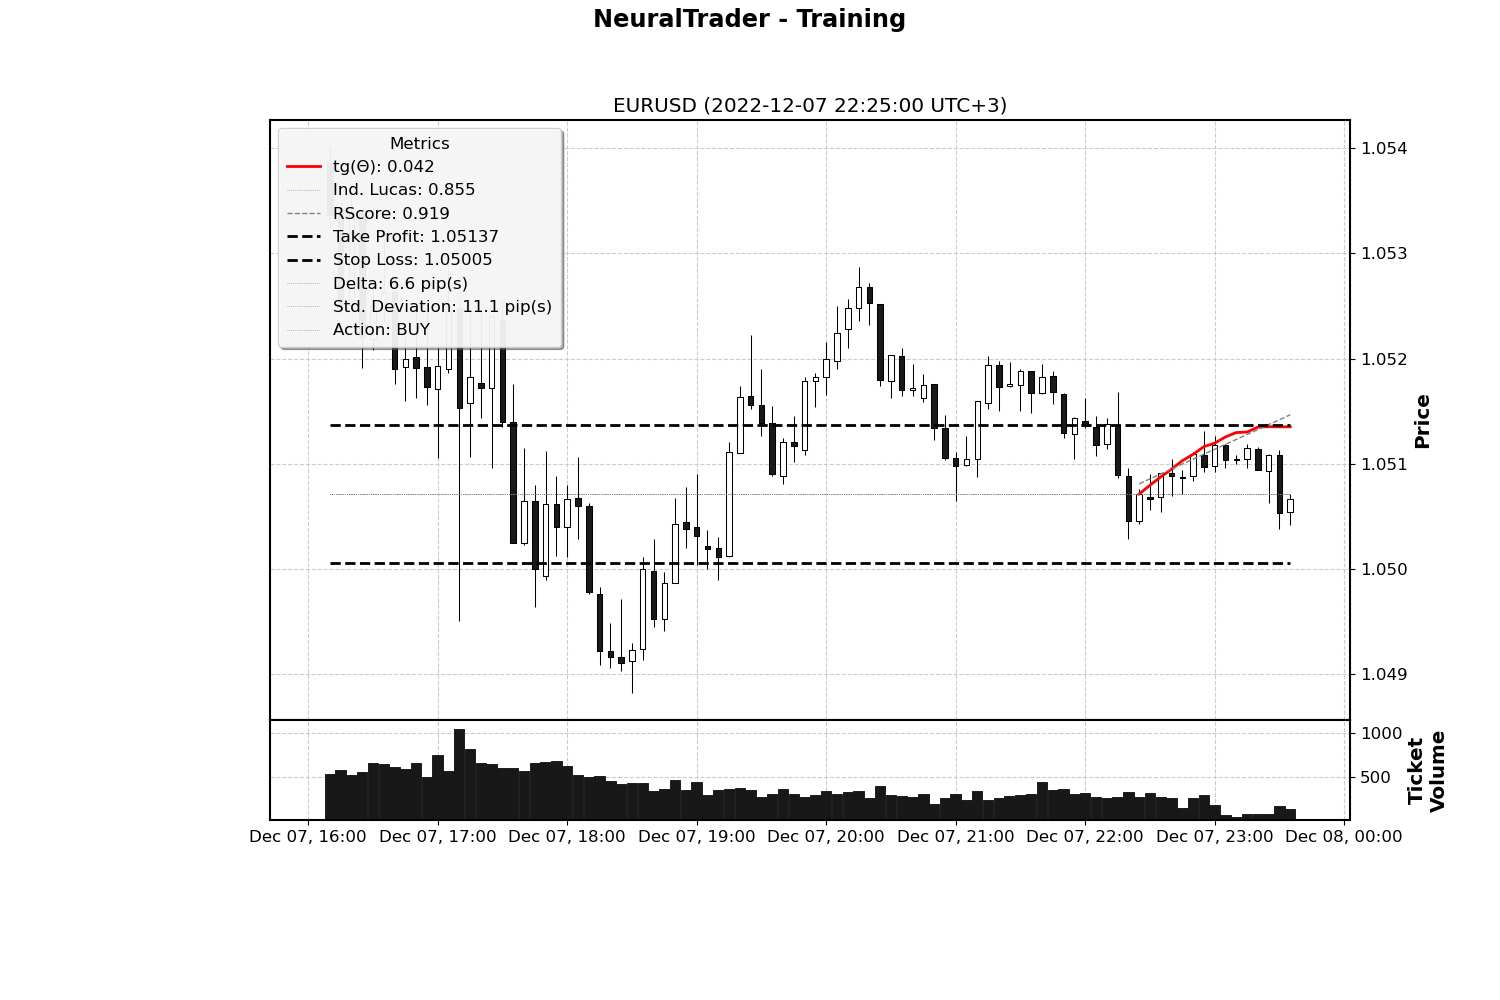 NeuralTrader - Training
EURUSD (2022-12-07 22:25:00 UTC+3)
Metrics
tg(Θ): 0.042
Ind. Lucas: 0.855
RScore: 0.919
Take Profit: 1.05137
Stop Loss: 1.05005
Delta: 6.6 pip(s)
Std. Deviation: 11.1 pip(s)
Action: BUY
1.054
1.053
1.052
1.051
1.050
1.049
Price
1000
500
Ticket
Volume
Dec 07, 16:00 Dec 07, 17:00 Dec 07, 18:00 Dec 07, 19:00 Dec 07, 20:00 Dec 07, 21:00 Dec 07, 22:00 Dec 07, 23:00 Dec 08, 00:00